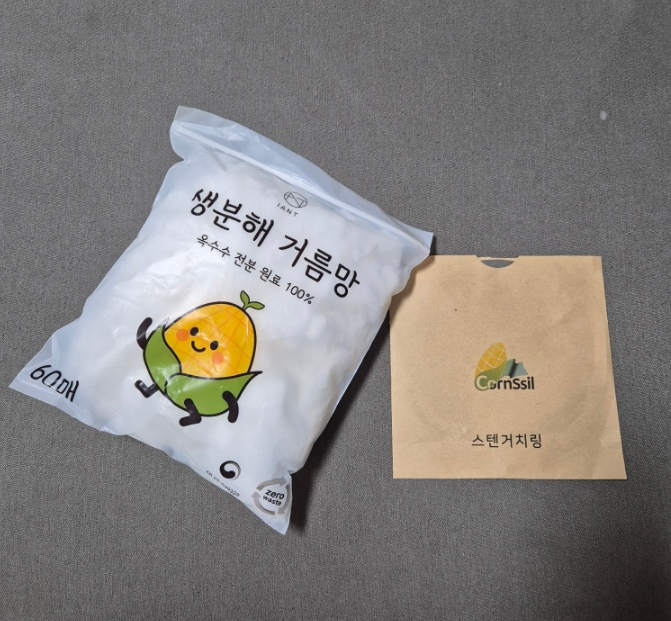 IANT
생분해 거름망
옥수수 전분 원료 100%
60매
zero
waste
CornSsil
스텐거치링